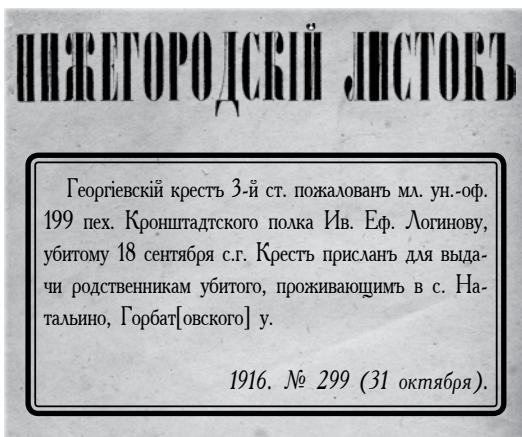 НИЖЕГОРОДСКІЙ ЛИСТОКЪ
Георгіевскій крестъ 3-й ст. пожалованъ мл. ун.-оф.
199 пех. Кронштадтского полка Ив. Еф. Логинову,
убитому 18 сентября с.г. Крестъ присланъ для выда-
чи родственникам убитого, проживающимъ в с. На-
тальино, Горбат[овского] у.
1916. № 299 (31 октября).